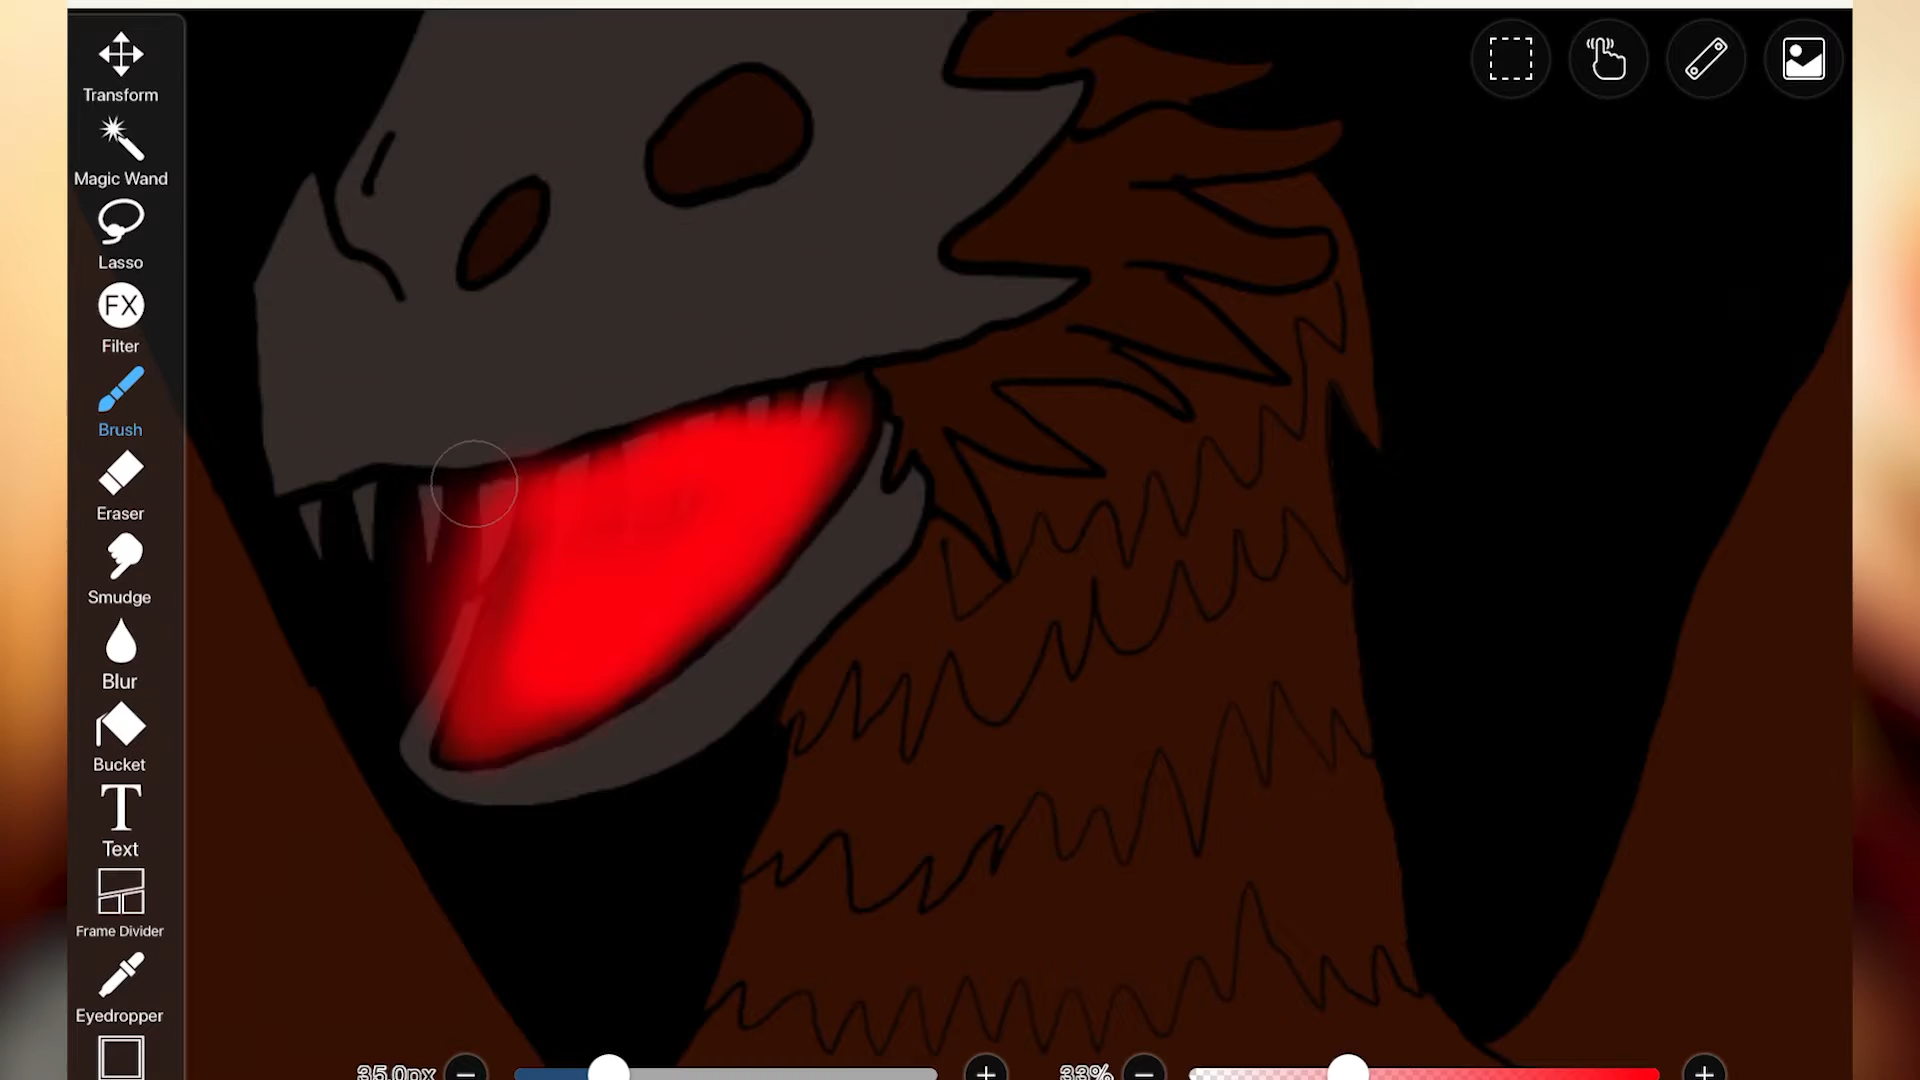 Transform
Magic Wand
Lasso
FX
Filter
Brush
Eraser
Smudge
Blur
Bucket
T
Text
Frame Divider
Eyedropper
35.0px
33%